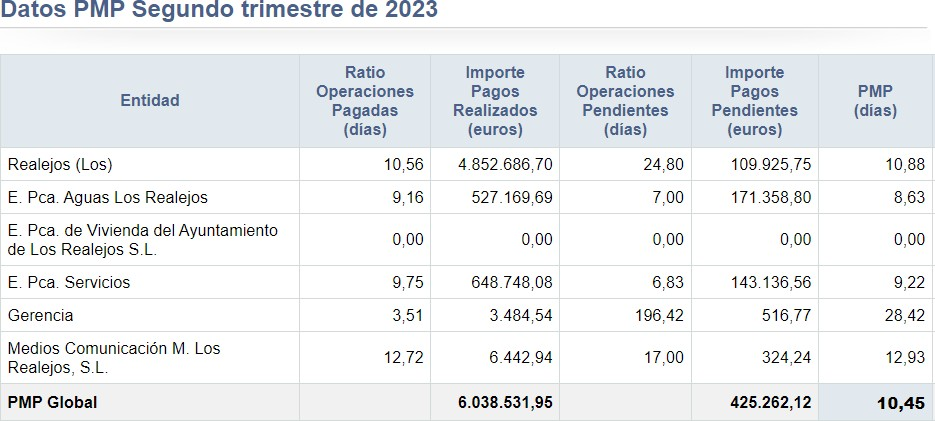 Datos PMP Segundo trimestre de 2023
Entidad
Ratio
Operaciones
Pagadas
(días)
Importe
Pagos
Realizados
(euros)
Ratio
Operaciones
Pendientes
(días)
Importe
Pagos
Pendientes
(euros)
PMP
(días)
Realejos (Los) 10,56 4.852.686,70 24,80 109.925,75 10,88
E. Pca. Aguas Los Realejos 9,16 527.169,69 7,00 171.358,80 8,63
E. Pca. de Vivienda del Ayuntamiento
de Los Realejos S.L.
0,00 0,00 0,00 0,00 0,00
E. Pca. Servicios 9,75 648.748,08 6,83 143.136,56 9,22
Gerencia 3,51 3.484,54 196,42 516,77 28,42
Medios Comunicación M. Los
Realejos, S.L.
12,72 6.442,94 17,00 324,24 12,93
PMP Global 6.038.531,95 425.262,12 10,45